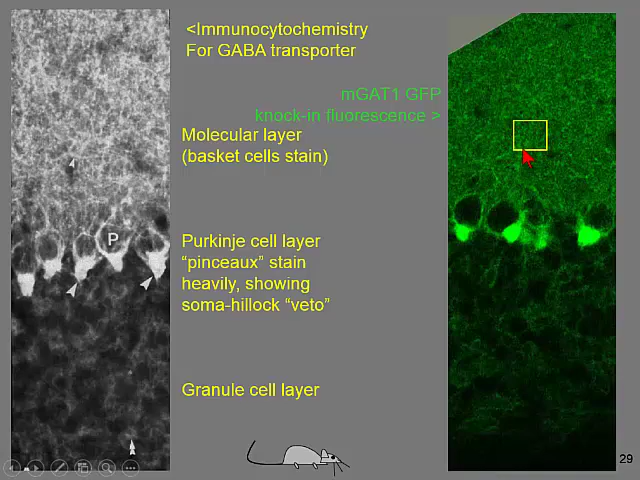 <Immunocytochemistry
For GABA transporter
mGAT1 GFP
knock-in fluorescence >
Molecular layer
(basket cells stain)
P
Purkinje cell layer
“pinceaux” stain
heavily, showing
soma-hillock “veto”
Granule cell layer
29